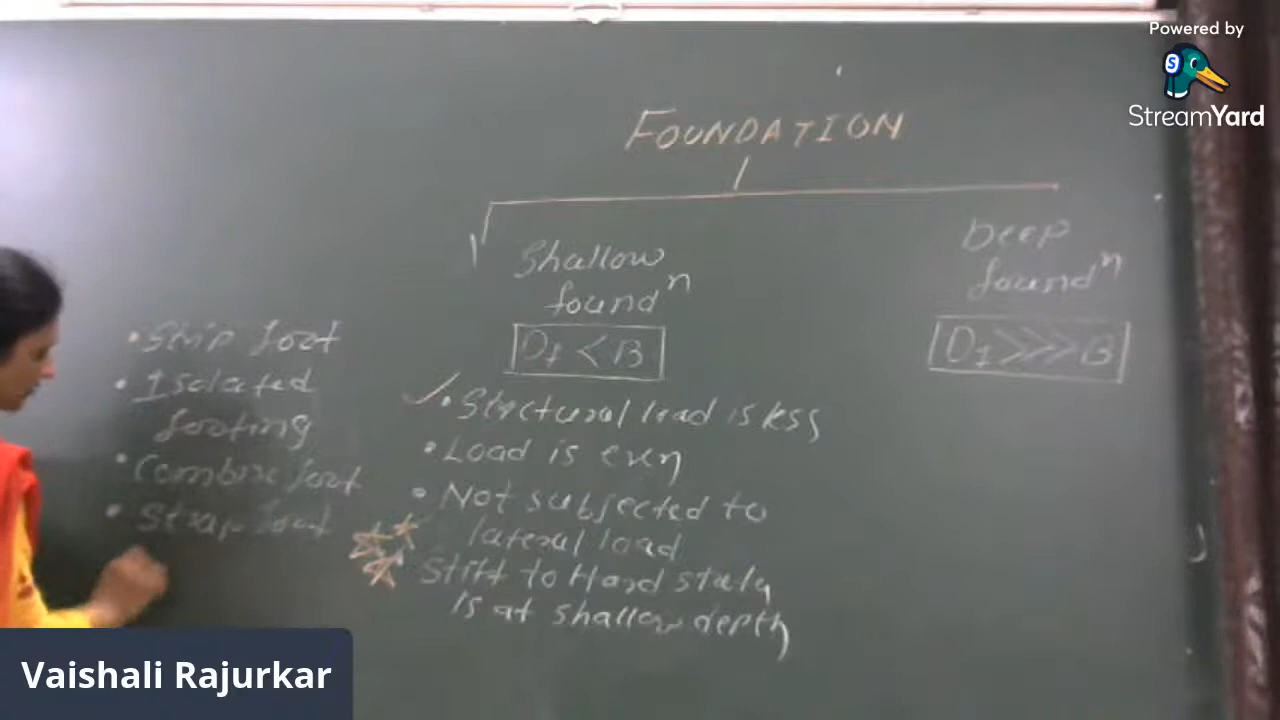 Powered by
StreamYard
FOUNDATION
Shallow
foundⁿ
Df < B
Deep
foundⁿ
Df >>> B
• Strip foot
• Isolated
footing
• Combine foot
• Strap foot
• Structural load is less
• Load is even
• Not subjected to
lateral load
Stiff to Hard strata
is at shallow depth
Vaishali Rajurkar